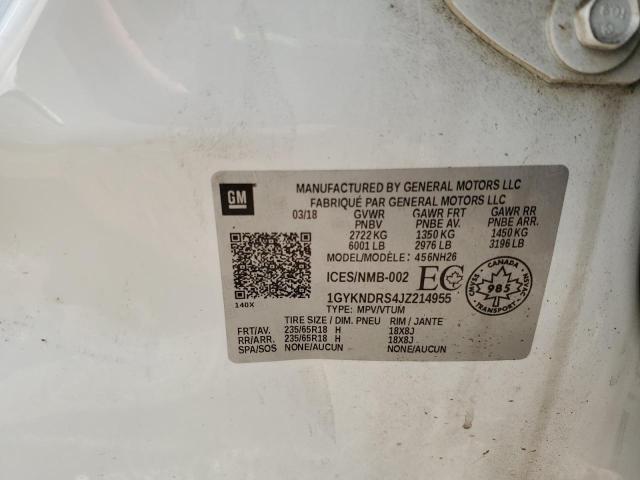 GM
MANUFACTURED BY GENERAL MOTORS LLC
FABRIQUÉ PAR GENERAL MOTORS LLC
03/18 GVWR GAWR FRT GAWR RR
PNBV PNBE AV. PNBE ARR.
2722 KG 1350 KG 1450 KG
6001 LB 2976 LB 3196 LB
MODEL/MODÈLE: 456NH26
ICES/NMB-002 EC
CANADA
985
NSVAC
NSVAC
140X
1GYKNDRS4JZ214955
TYPE: MPV/VTUM
TIRE SIZE / DIM. PNEU RIM / JANTE
FRT/AV. 235/65R18 H 18X8J
RR/ARR. 235/65R18 H 18X8J
SPA/SOS NONE/AUCUN NONE/AUCUN